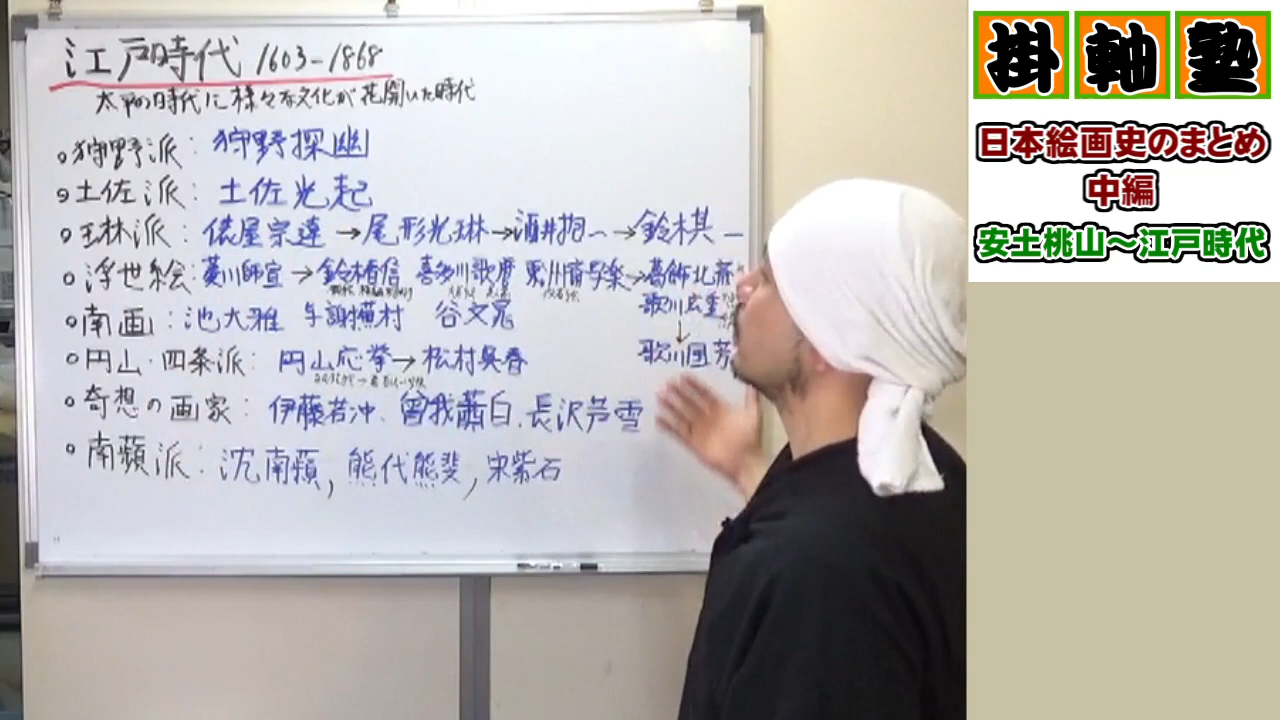 江戸時代 1603-1868
太平の時代に様々な文化が花開いた時代
狩野派：狩野探幽
土佐派：土佐光起
琳派：俵屋宗達→尾形光琳→酒井抱一→鈴木其一
浮世絵：菱川師宣→鈴木春信 喜多川歌麿 東洲斎写楽→葛飾北斎
歌川広重
↓
歌川国芳
南画：池大雅 与謝蕪村 谷文晁
円山・四条派：円山応挙→松村呉春
奇想の画家：伊藤若冲、曾我蕭白、長沢芦雪
南蘋派：沈南蘋, 熊代熊斐, 宋紫石
掛軸塾
日本絵画史のまとめ
中編
安土桃山～江戸時代